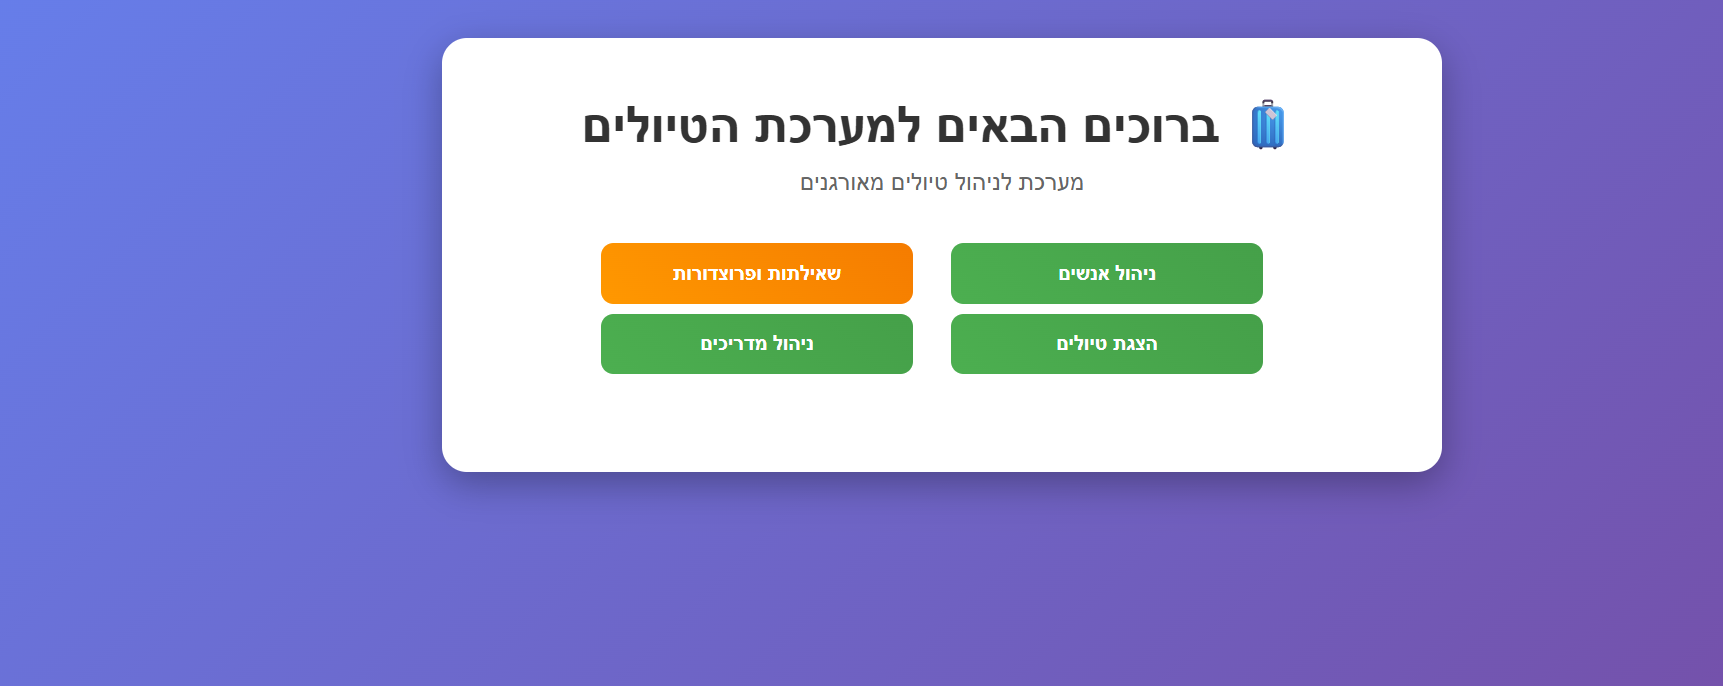 ברוכים הבאים למערכת הטיולים
מערכת לניהול טיולים מאורגנים
ניהול אנשים
שאילתות ופרוצדורות
הצגת טיולים
ניהול מדריכים